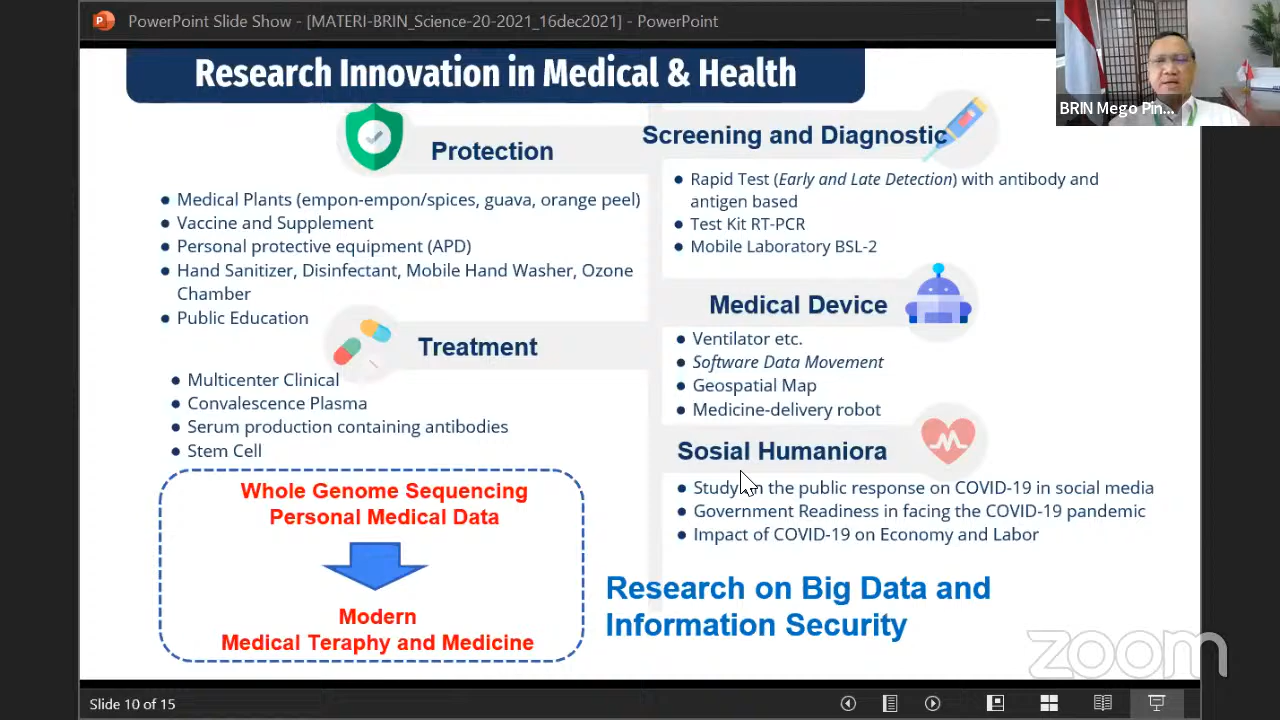 PowerPoint Slide Show - [MATERI-BRIN_Science-20-2021_16dec2021] - PowerPoint
BRIN Mego Pin...
Research Innovation in Medical & Health
Protection
Medical Plants (empon-empon/spices, guava, orange peel)
Vaccine and Supplement
Personal protective equipment (APD)
Hand Sanitizer, Disinfectant, Mobile Hand Washer, Ozone
Chamber
Public Education
Treatment
Multicenter Clinical
Convalescence Plasma
Serum production containing antibodies
Stem Cell
Whole Genome Sequencing
Personal Medical Data
Modern
Medical Teraphy and Medicine
Screening and Diagnostic
Rapid Test (Early and Late Detection) with antibody and
antigen based
Test Kit RT-PCR
Mobile Laboratory BSL-2
Medical Device
Ventilator etc.
Software Data Movement
Geospatial Map
Medicine-delivery robot
Sosial Humaniora
Study the public response on COVID-19 in social media
Government Readiness in facing the COVID-19 pandemic
Impact of COVID-19 on Economy and Labor
Research on Big Data and
Information Security
zoom
Slide 10 of 15